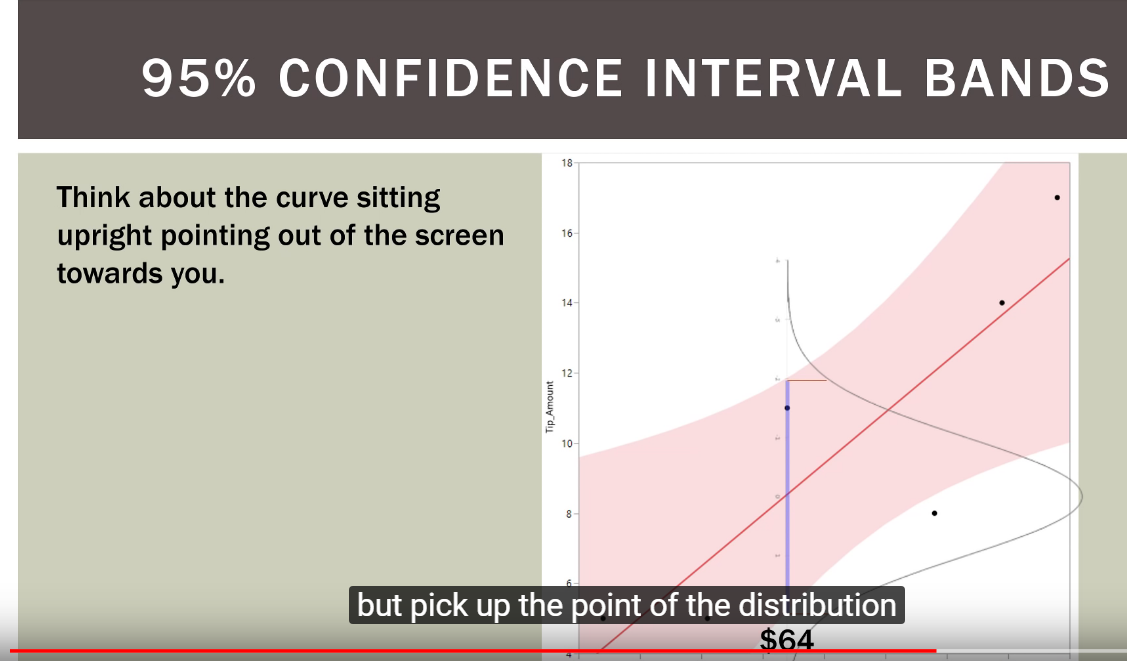 95% CONFIDENCE INTERVAL BANDS
Think about the curve sitting
upright pointing out of the screen
towards you.
18
16
14
12
10
8
6
4
Tip_Amount
but pick up the point of the distribution
$64